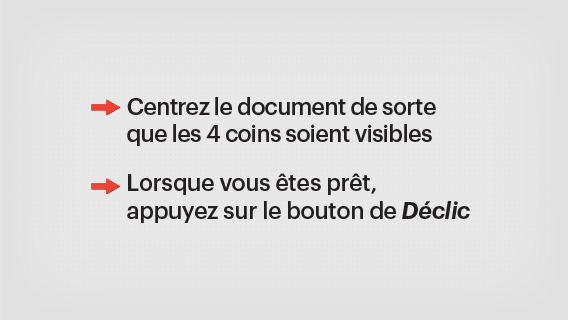 Centrez le document de sorte
que les 4 coins soient visibles
Lorsque vous êtes prêt,
appuyez sur le bouton de Déclic